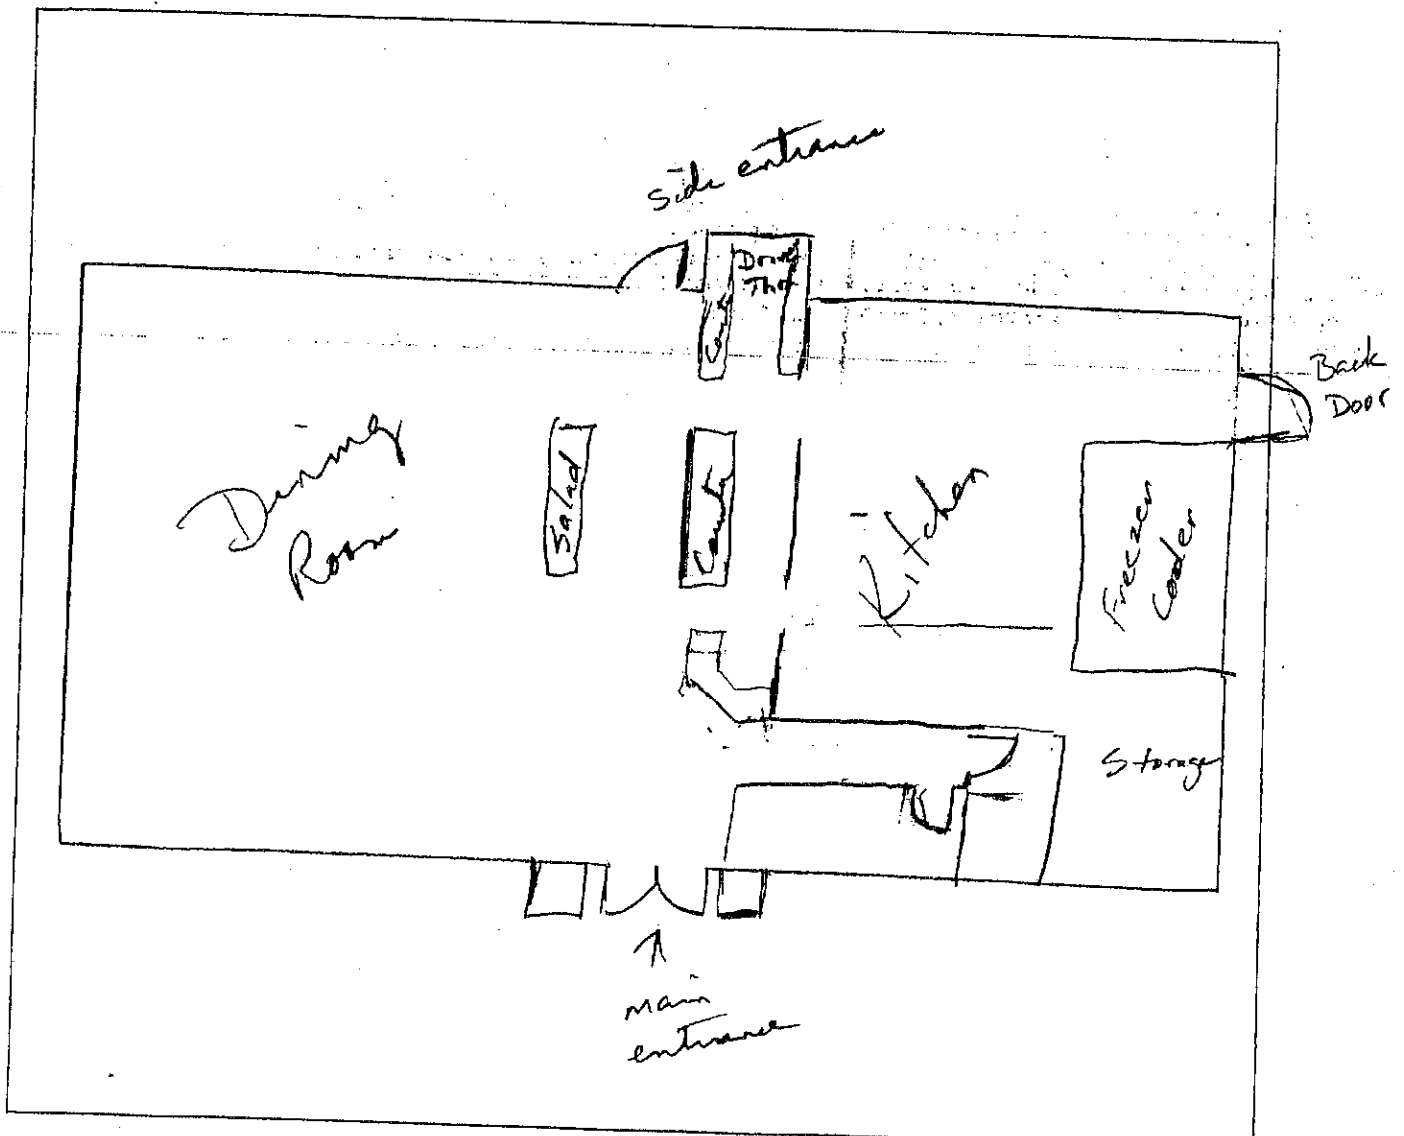 Side entrance
Drive
Thru
Back
Door
Dining
Room
Salad
Counter
Kitchen
Freezer
Cooler
Storage
main
entrance